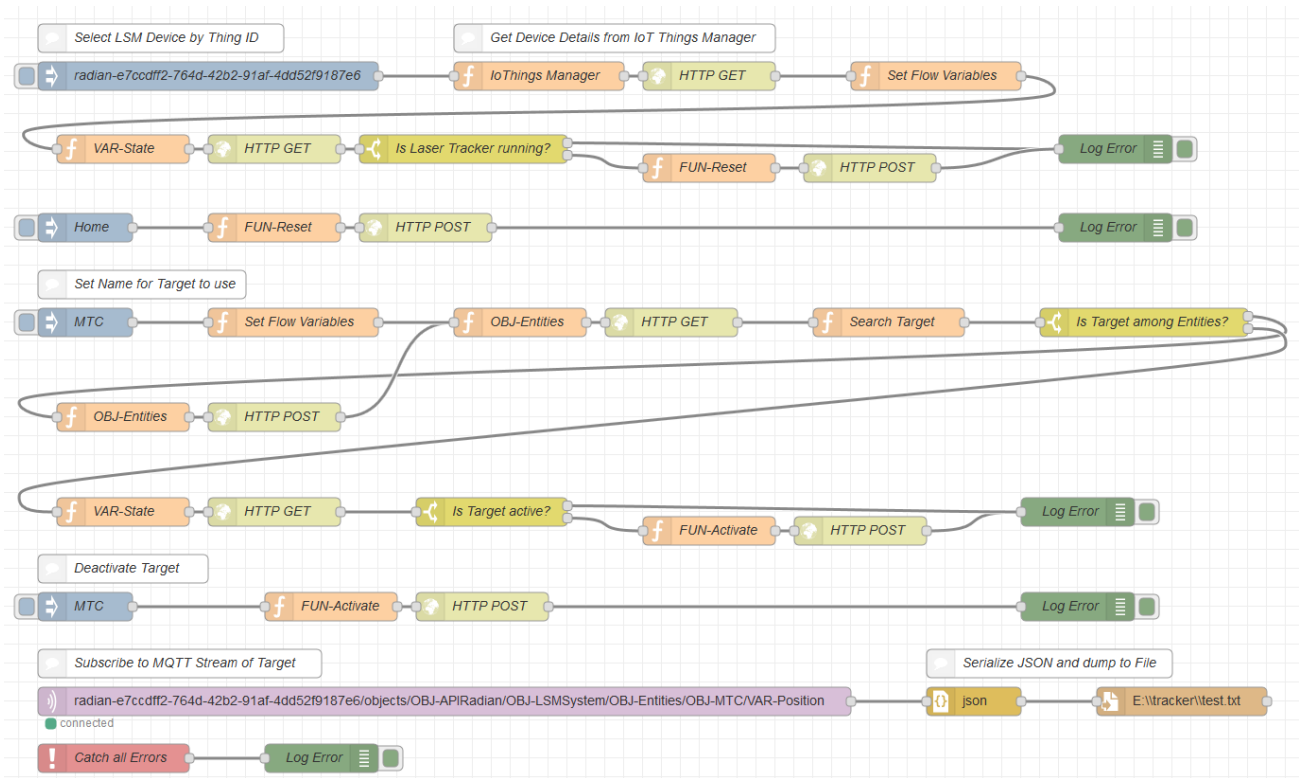 Select LSM Device by Thing ID
Get Device Details from IoT Things Manager
radian-e7ccdff2-764d-42b2-91af-4dd52f9187e6
IoThings Manager
HTTP GET
Set Flow Variables
VAR-State
HTTP GET
Is Laser Tracker running?
Log Error
FUN-Reset
HTTP POST
Home
FUN-Reset
HTTP POST
Log Error
Set Name for Target to use
MTC
Set Flow Variables
OBJ-Entities
HTTP GET
Search Target
Is Target among Entities?
OBJ-Entities
HTTP POST
VAR-State
HTTP GET
Is Target active?
Log Error
FUN-Activate
HTTP POST
Deactivate Target
MTC
FUN-Activate
HTTP POST
Log Error
Subscribe to MQTT Stream of Target
Serialize JSON and dump to File
radian-e7ccdff2-764d-42b2-91af-4dd52f9187e6/objects/OBJ-APIRadian/OBJ-LSMSystem/OBJ-Entities/OBJ-MTC/VAR-Position
json
E:\\tracker\\test.txt
connected
Catch all Errors
Log Error